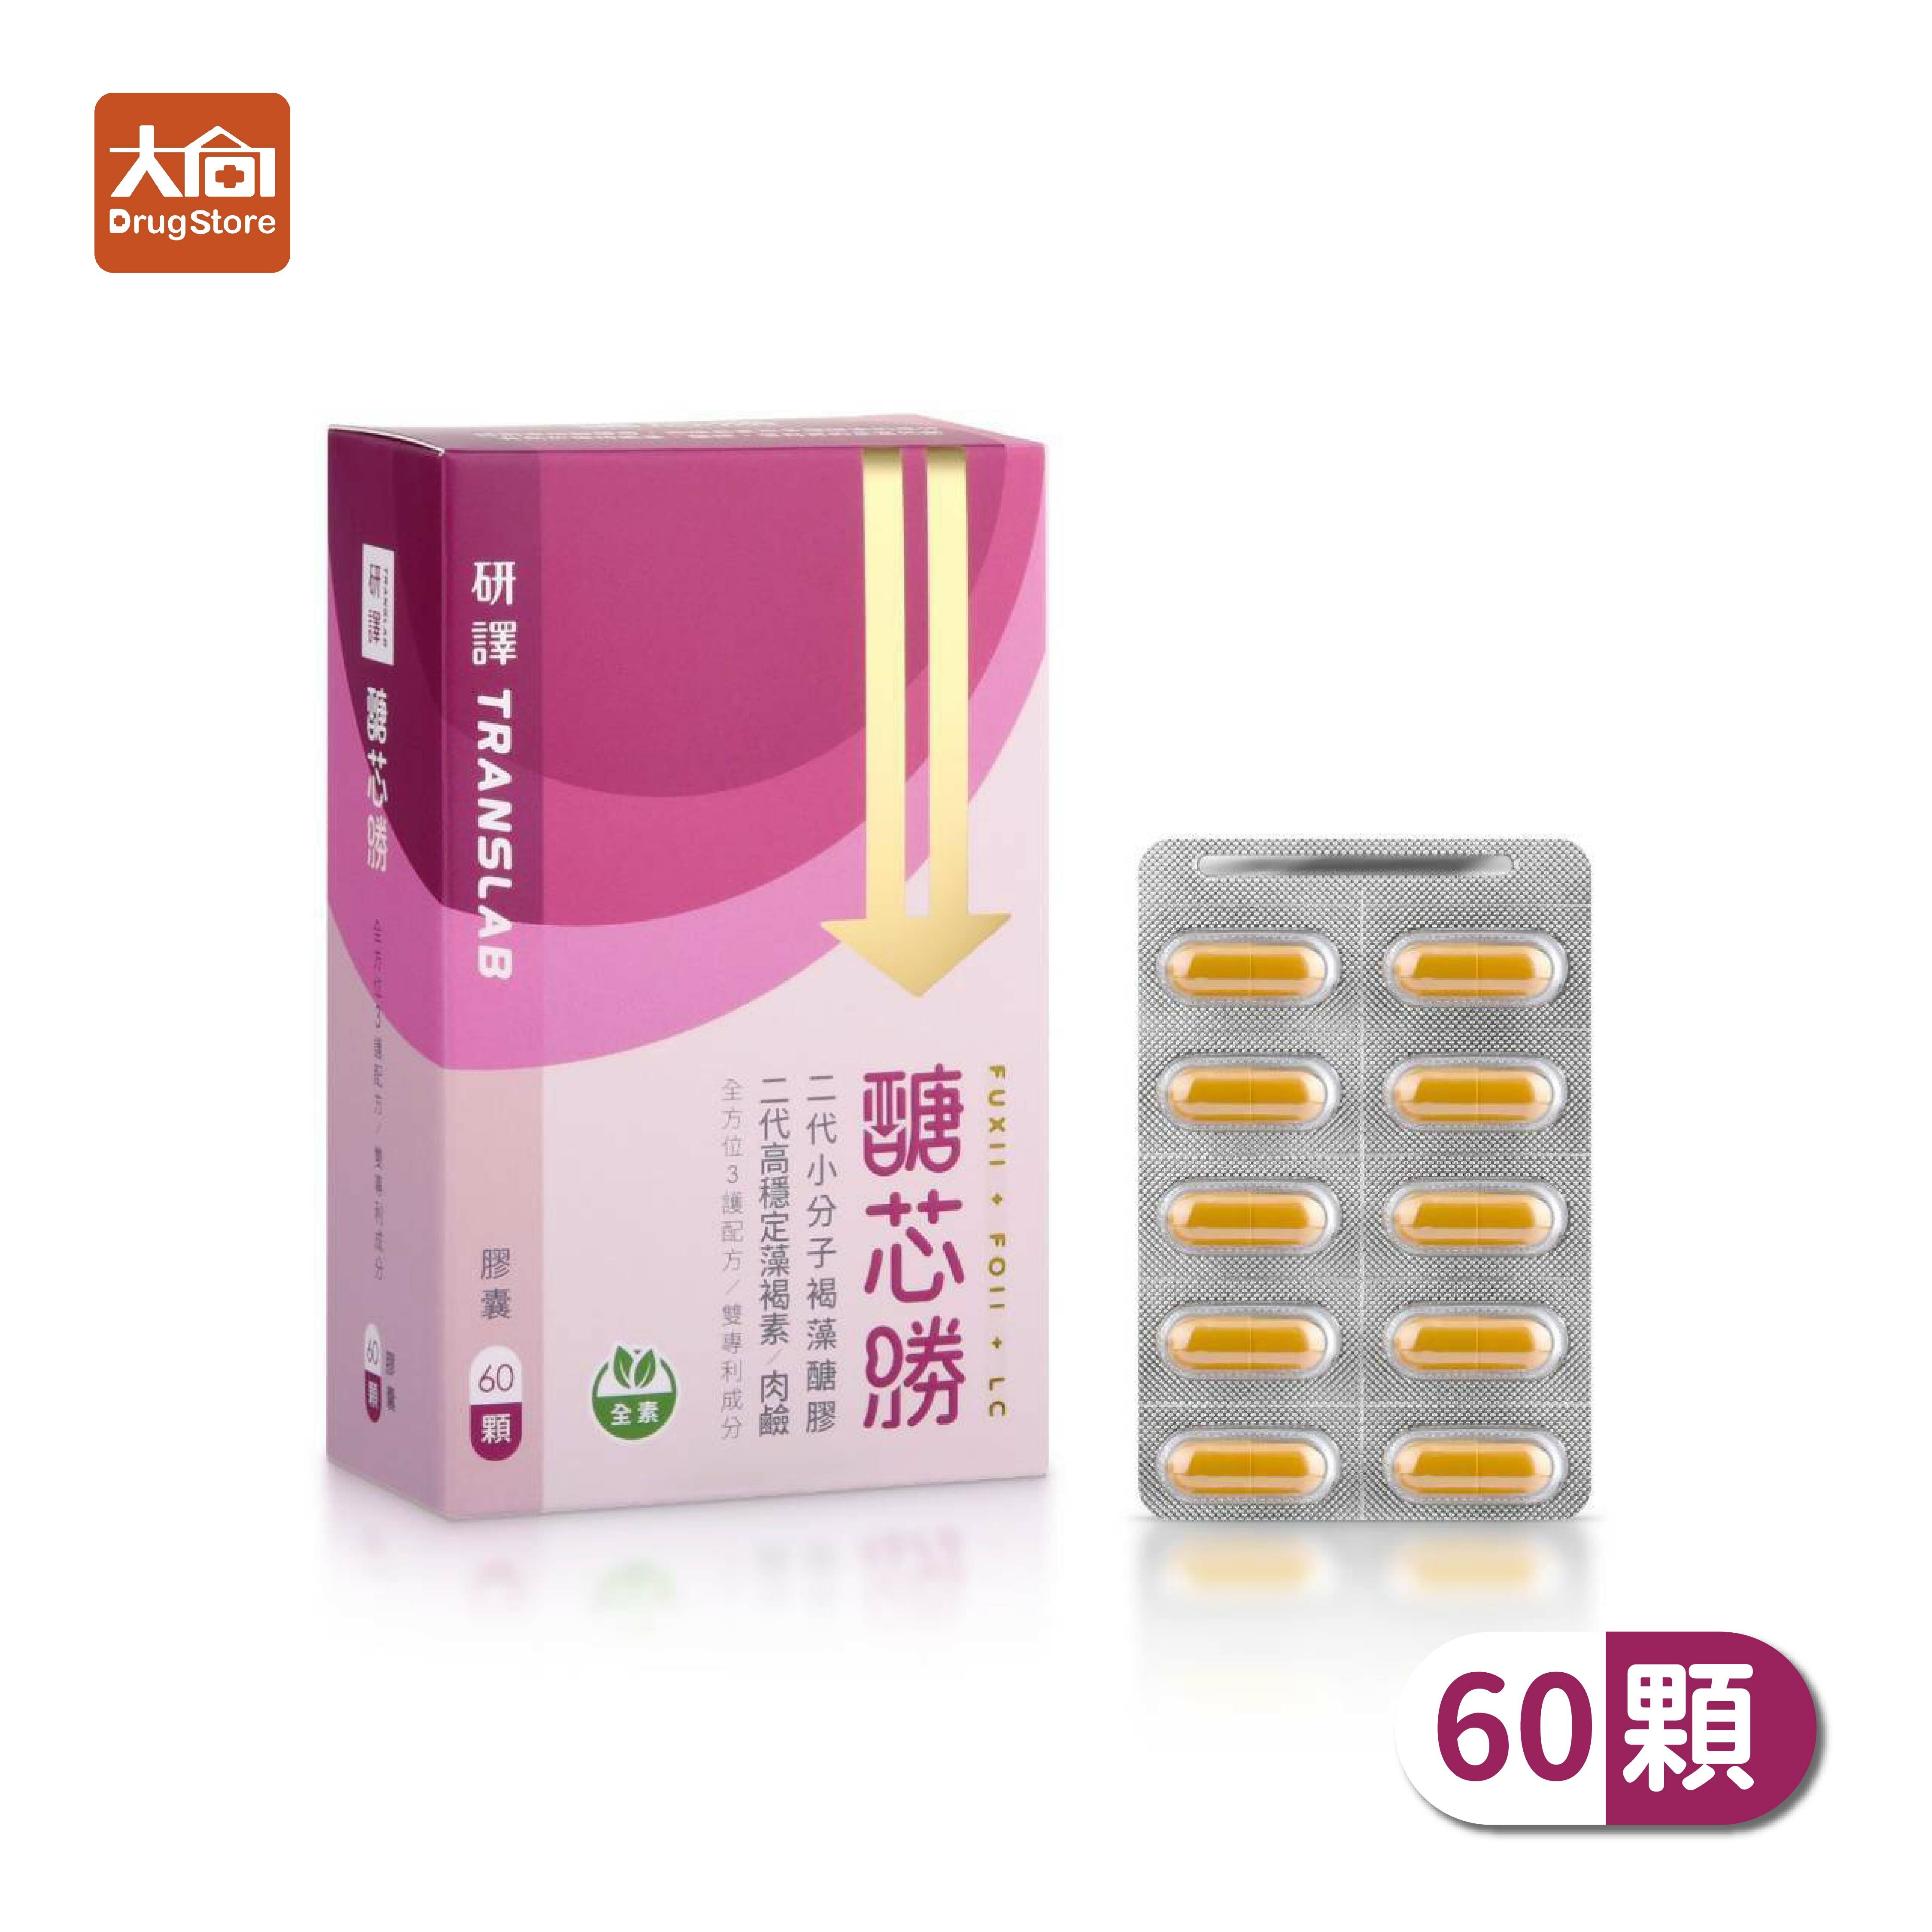 大侖
DrugStore
研譯 TRANSLAB
膠囊
60
顆
FUXII + FOII + LC
醣芯勝
二代小分子褐藻醣膠
二代高穩定藻褐素/肉鹼
全方位3護配方/雙專利成分
全素
TRANSLAB
研譯
醣芯勝
全方位3護配方/雙專利成分
膠囊
60
顆
60顆